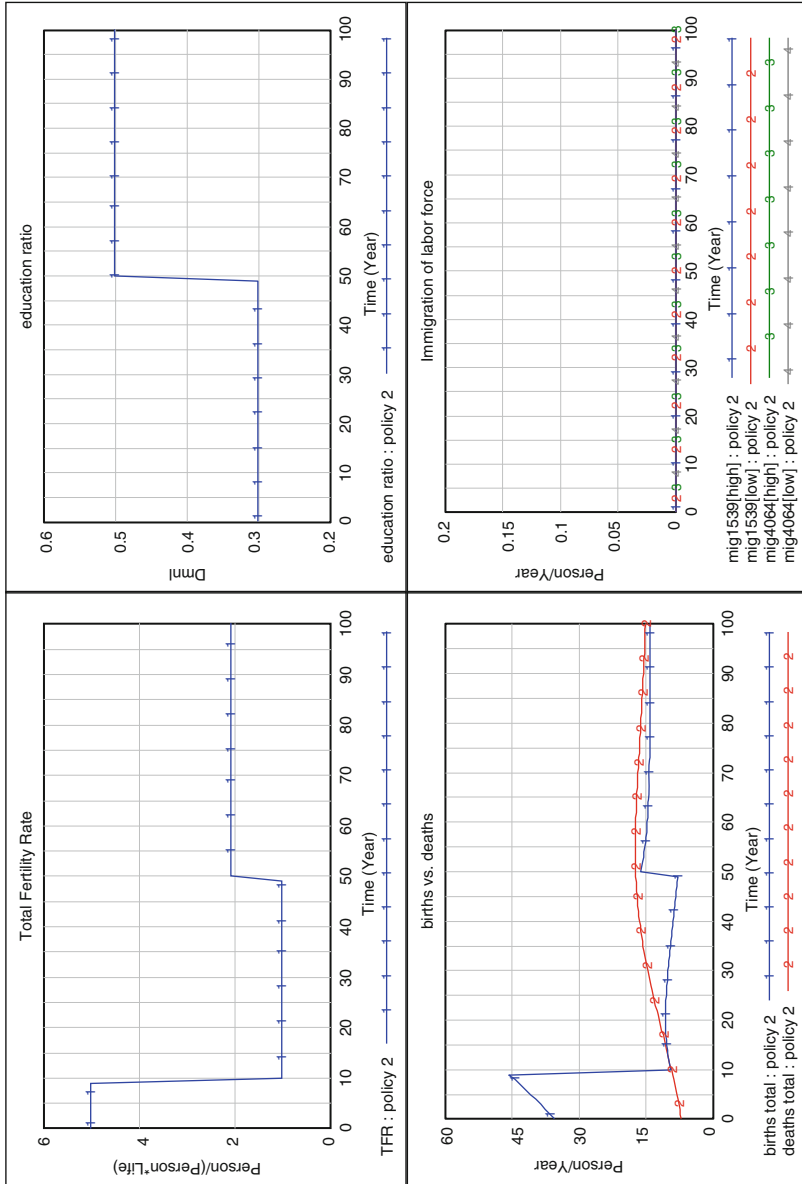 Total Fertility Rate
6
4
2
0
Person/(Person*Life)
0 10 20 30 40 50 60 70 80 90 100
Time (Year)
TFR : policy 2
education ratio
0.6
0.5
0.4
0.3
0.2
Dmnl
0 10 20 30 40 50 60 70 80 90 100
Time (Year)
education ratio : policy 2
births vs. deaths
60
45
30
15
0
Person/Year
0 10 20 30 40 50 60 70 80 90 100
Time (Year)
births total : policy 2
deaths total : policy 2
Immigration of labor force
0.2
0.15
0.1
0.05
0
Person/Year
0 10 20 30 40 50 60 70 80 90 100
Time (Year)
mig1539[high] : policy 2
mig1539[low] : policy 2
mig4064[high] : policy 2
mig4064[low] : policy 2